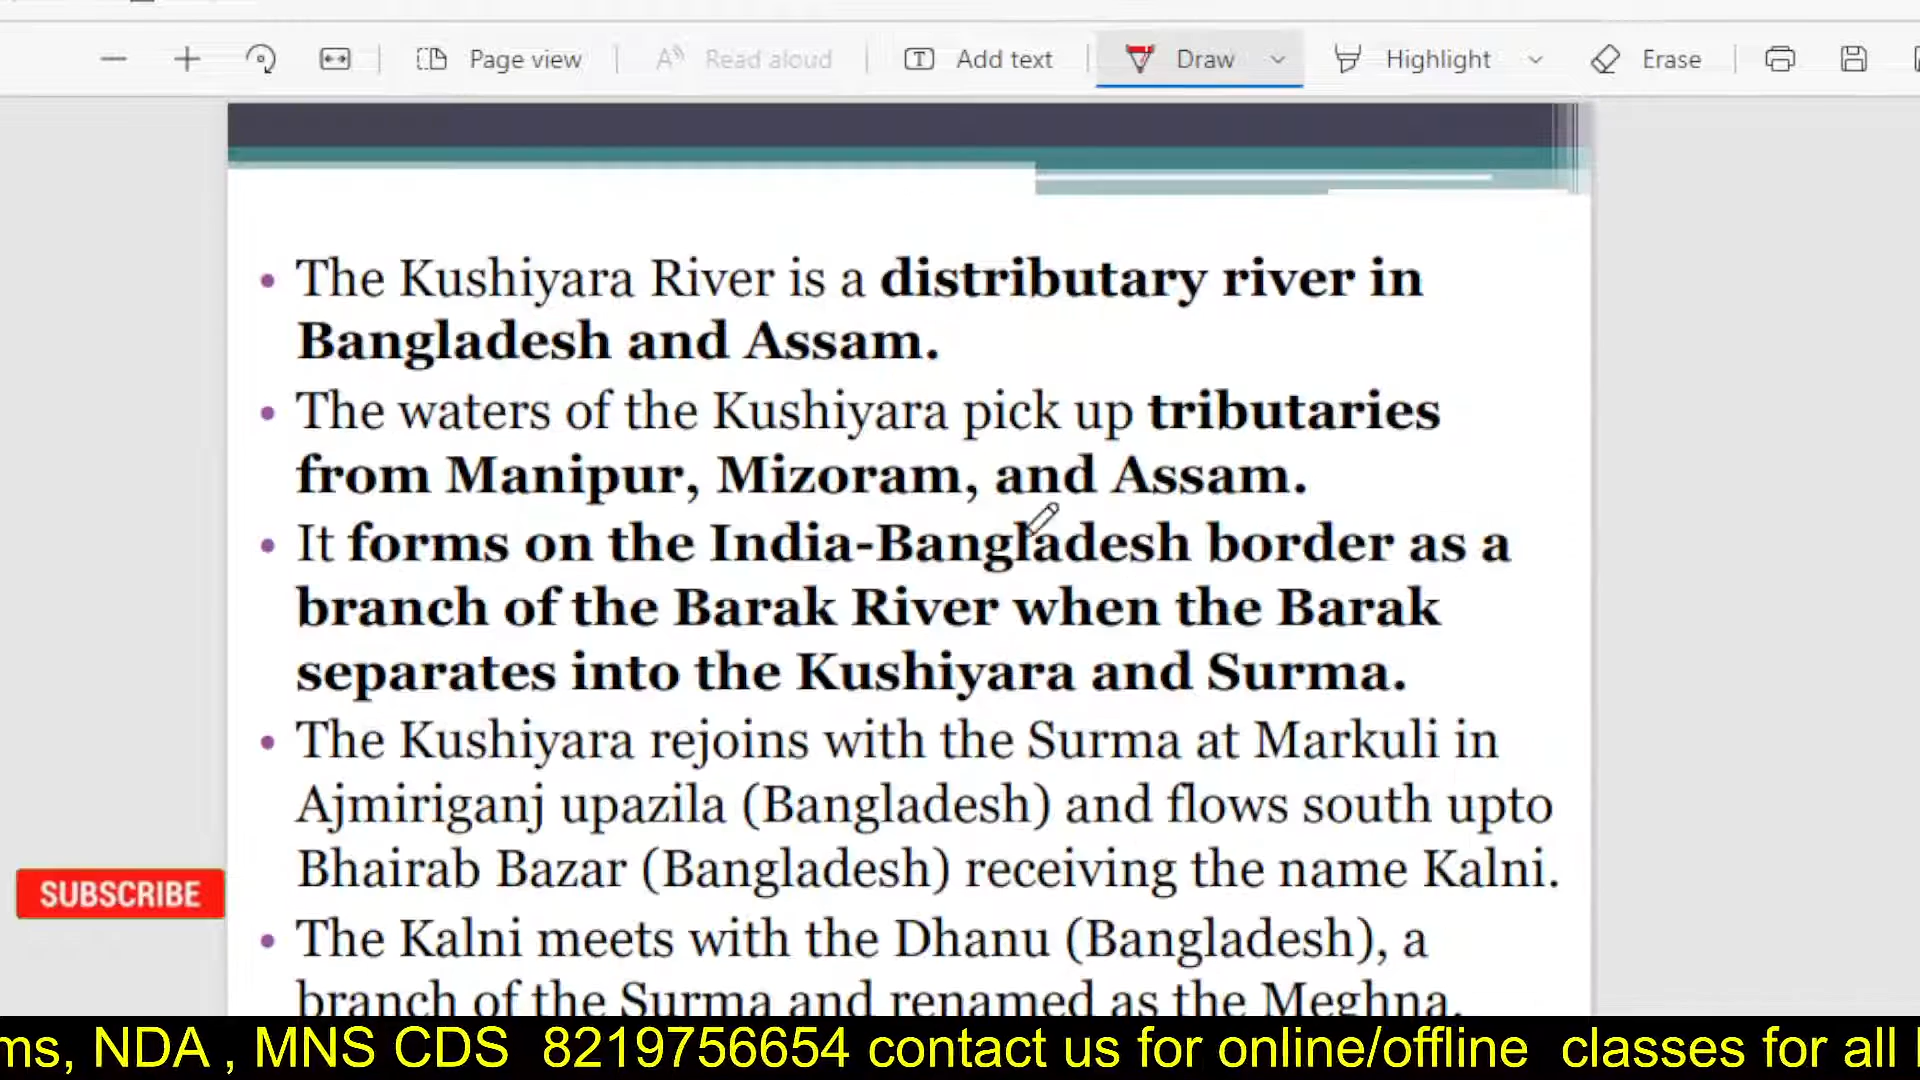 Page view
Read aloud
Add text
Draw
Highlight
Erase
• The Kushiyara River is a distributary river in
Bangladesh and Assam.
• The waters of the Kushiyara pick up tributaries
from Manipur, Mizoram, and Assam.
• It forms on the India-Bangladesh border as a
branch of the Barak River when the Barak
separates into the Kushiyara and Surma.
• The Kushiyara rejoins with the Surma at Markuli in
Ajmiriganj upazila (Bangladesh) and flows south upto
Bhairab Bazar (Bangladesh) receiving the name Kalni.
• The Kalni meets with the Dhanu (Bangladesh), a
branch of the Surma and renamed as the Meghna.
SUBSCRIBE
ms, NDA , MNS CDS 8219756654 contact us for online/offline classes for all